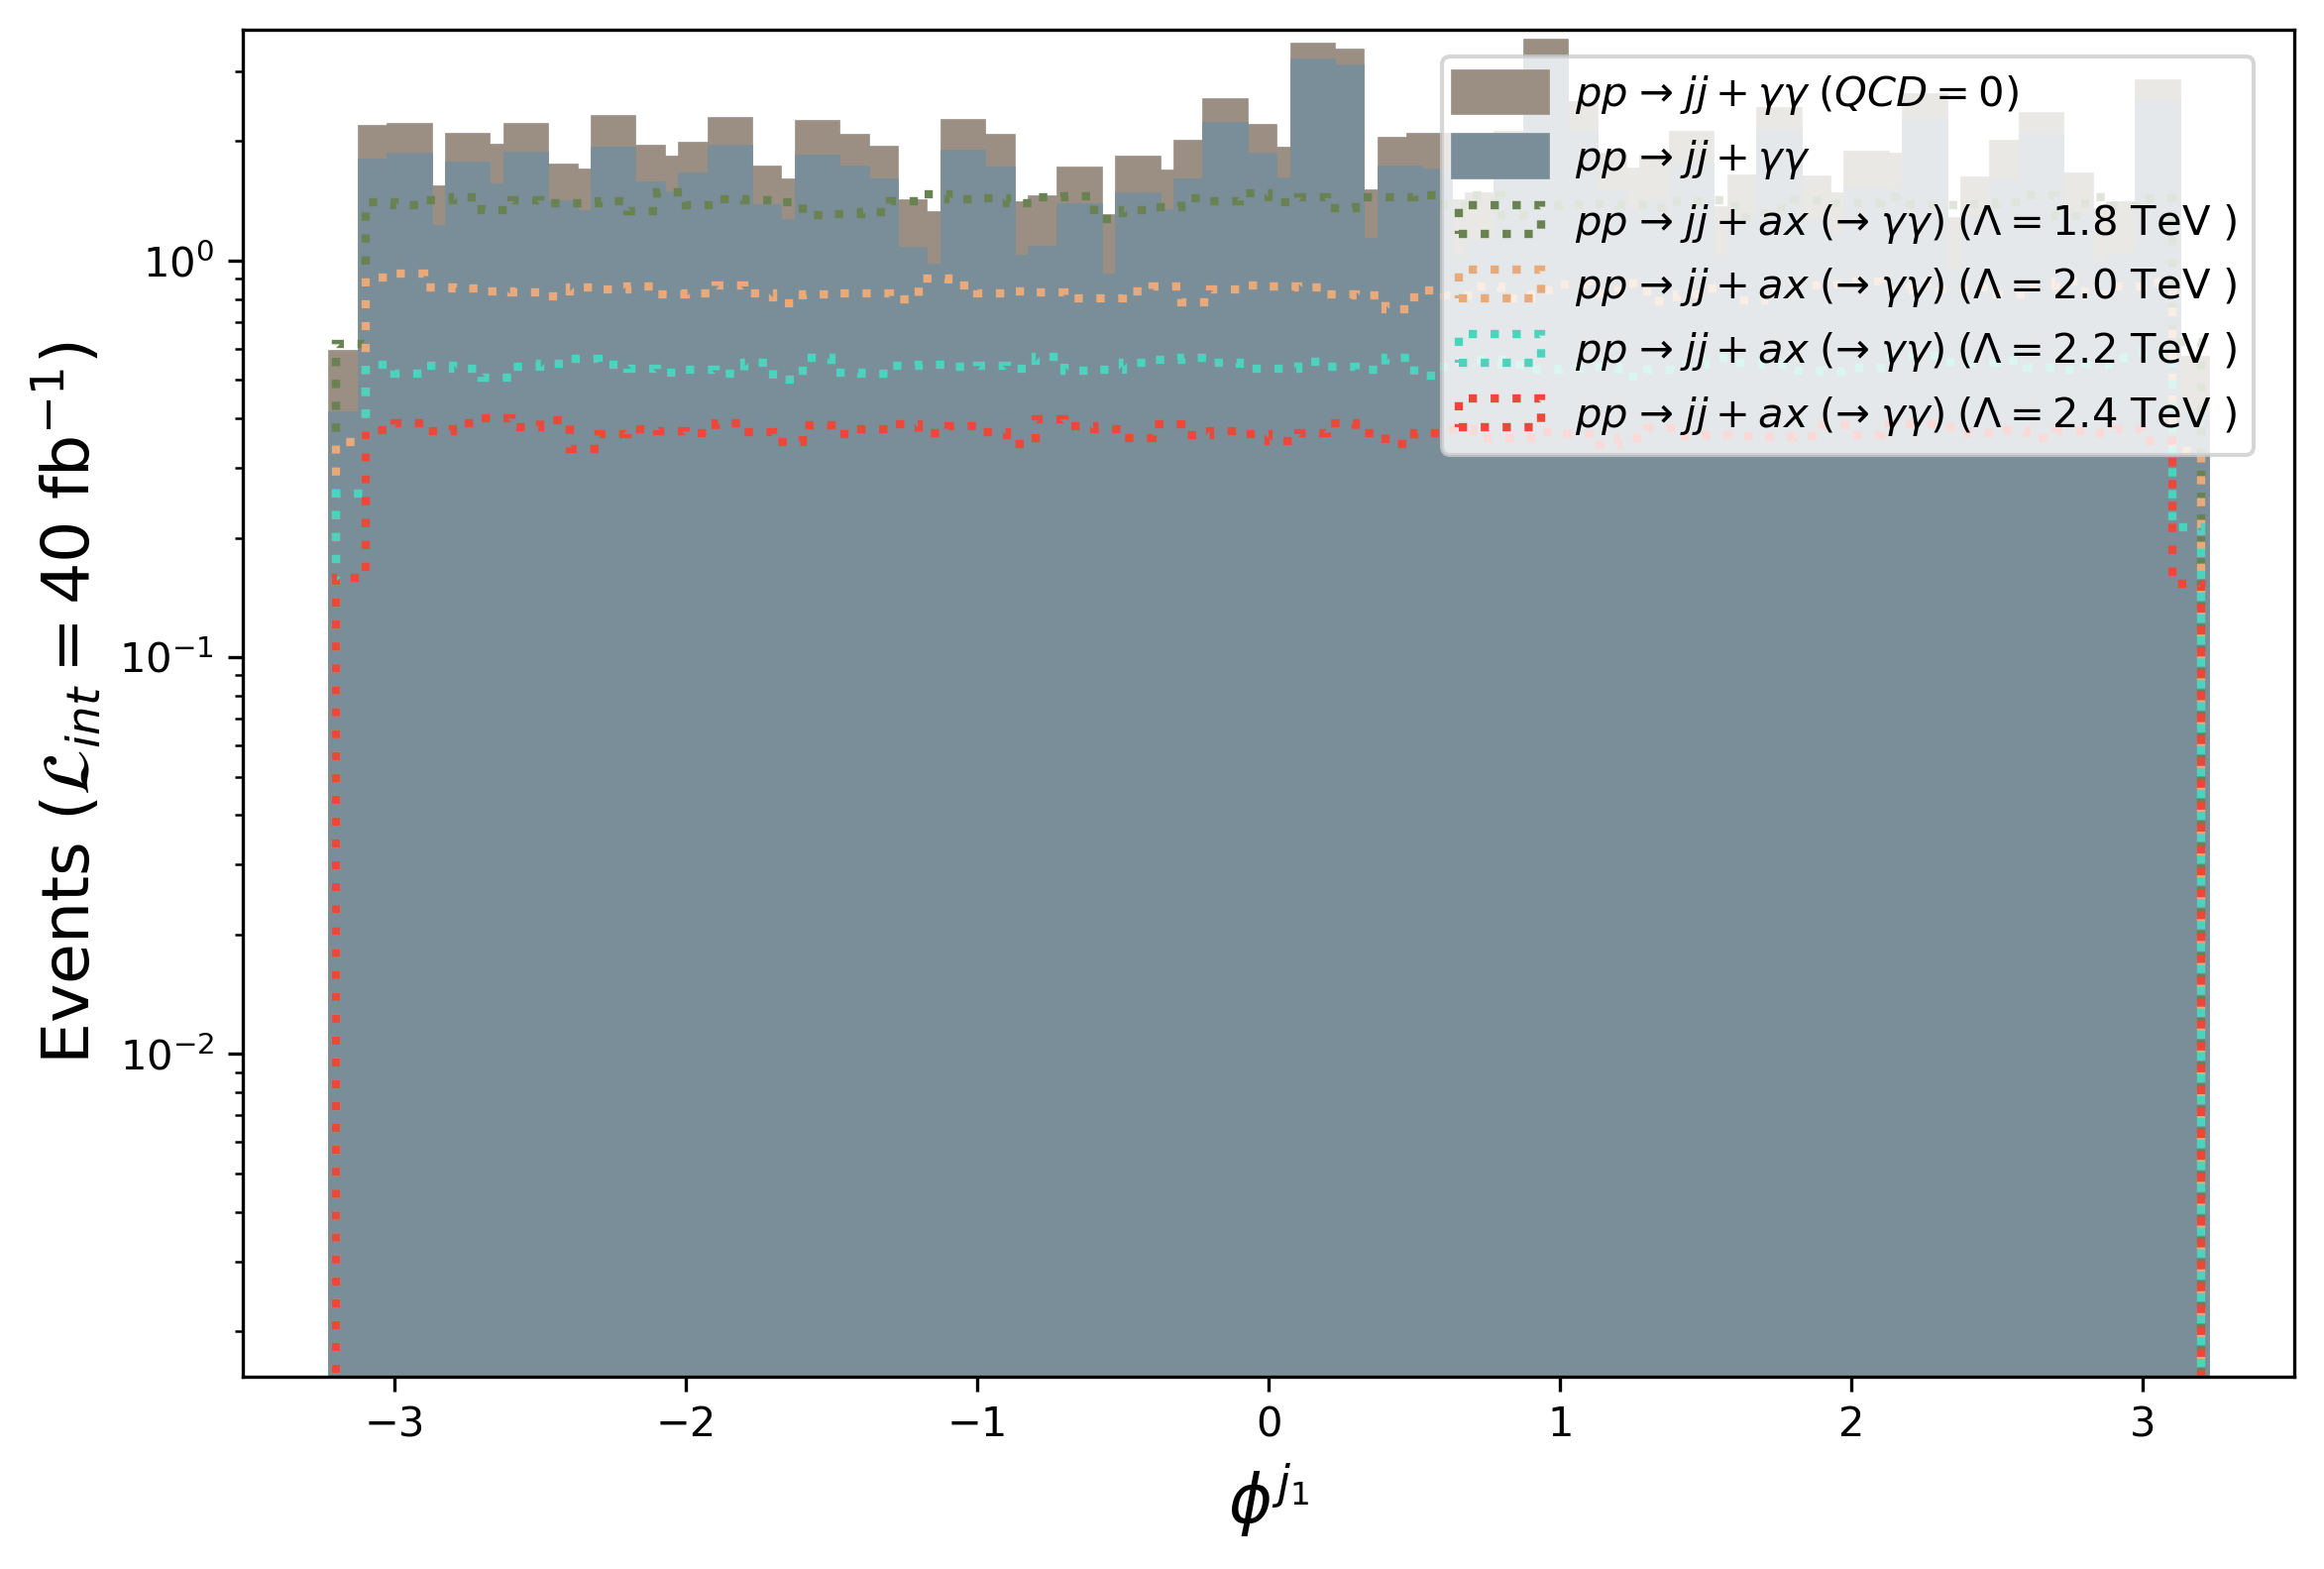 Events (ℒ_int = 40 fb⁻¹)
10⁰
10⁻¹
10⁻²
pp → jj + γγ (QCD = 0)
pp → jj + γγ
pp → jj + ax (→ γγ) (Λ = 1.8 TeV )
pp → jj + ax (→ γγ) (Λ = 2.0 TeV )
pp → jj + ax (→ γγ) (Λ = 2.2 TeV )
pp → jj + ax (→ γγ) (Λ = 2.4 TeV )
−3 −2 −1 0 1 2 3
ϕ^j₁